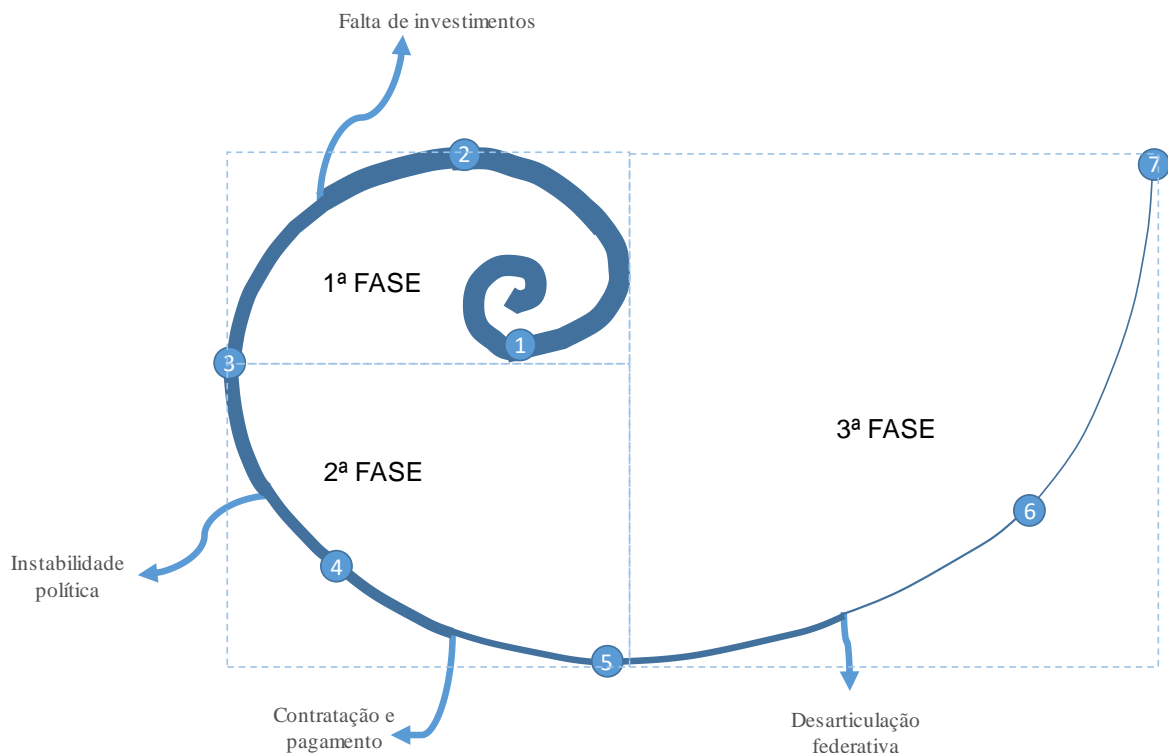 Falta de investimentos
2
7
1ª FASE
1
3
3ª FASE
2ª FASE
6
4
Instabilidade
política
5
Contratação e
pagamento
Desarticulação
federativa